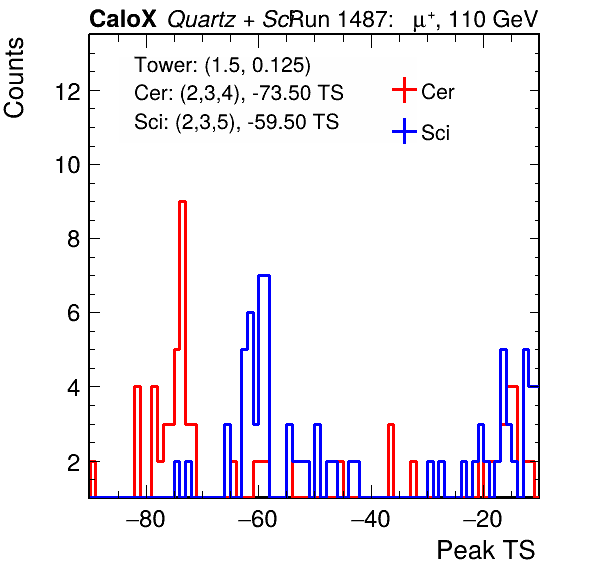 CaloX Quartz + Sci Run 1487: μ⁺, 110 GeV
Counts
Tower: (1.5, 0.125)
Cer: (2,3,4), -73.50 TS
Sci: (2,3,5), -59.50 TS
Cer
Sci
12
10
8
6
4
2
−80 −60 −40 −20
Peak TS